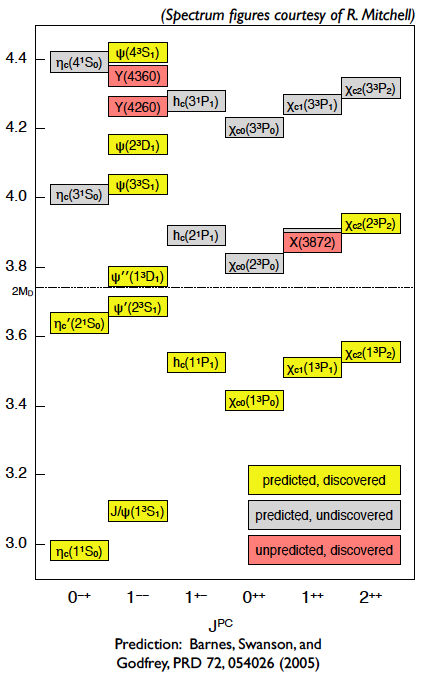 (Spectrum figures courtesy of R. Mitchell)
4.4
ηc(4¹S₀)
ψ(4³S₁)
Y(4360)
Y(4260)
hc(3¹P₁)
χc0(3³P₀)
χc1(3³P₁)
χc2(3³P₂)
4.2
ψ(2³D₁)
4.0
ηc(3¹S₀)
ψ(3³S₁)
hc(2¹P₁)
χc0(2³P₀)
X(3872)
χc2(2³P₂)
3.8
ψ′′(1³D₁)
2MD
ηc′(2¹S₀)
ψ′(2³S₁)
3.6
hc(1¹P₁)
χc0(1³P₀)
χc1(1³P₁)
χc2(1³P₂)
3.4
3.2
J/ψ(1³S₁)
3.0
ηc(1¹S₀)
predicted, discovered
predicted, undiscovered
unpredicted, discovered
0⁻⁺ 1⁻⁻ 1⁺⁻ 0⁺⁺ 1⁺⁺ 2⁺⁺
Jᴾᶜ
Prediction: Barnes, Swanson, and
Godfrey, PRD 72, 054026 (2005)